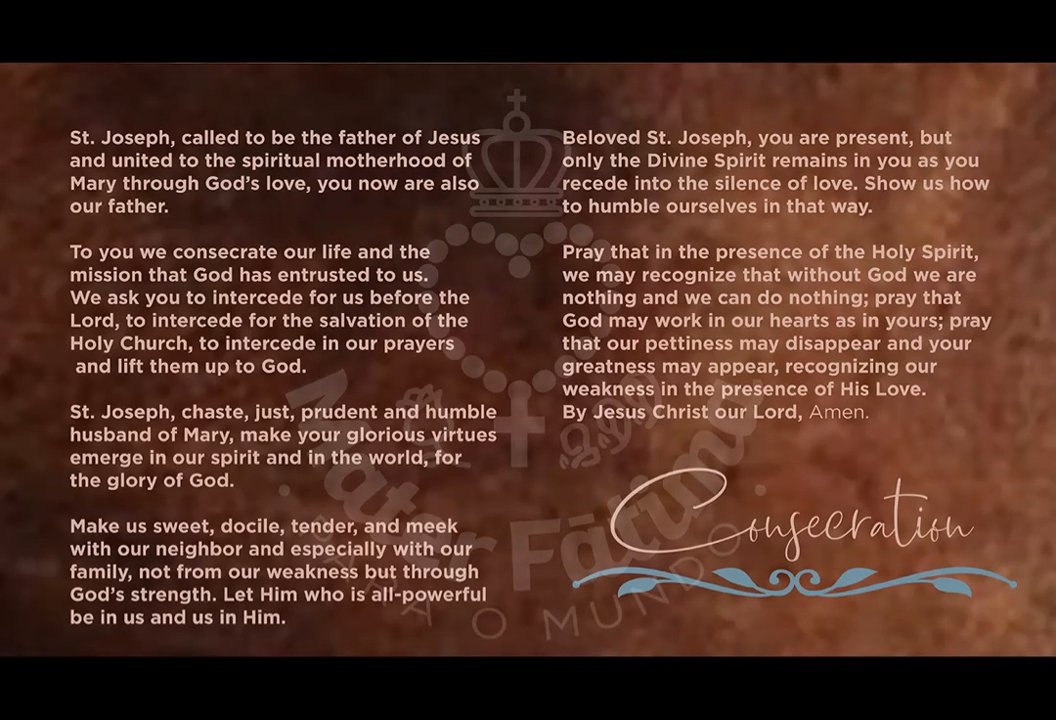 St. Joseph, called to be the father of Jesus
and united to the spiritual motherhood of
Mary through God’s love, you now are also
our father.
To you we consecrate our life and the
mission that God has entrusted to us.
We ask you to intercede for us before the
Lord, to intercede for the salvation of the
Holy Church, to intercede in our prayers
and lift them up to God.
St. Joseph, chaste, just, prudent and humble
husband of Mary, make your glorious virtues
emerge in our spirit and in the world, for
the glory of God.
Make us sweet, docile, tender, and meek
with our neighbor and especially with our
family, not from our weakness but through
God’s strength. Let Him who is all-powerful
be in us and us in Him.
Beloved St. Joseph, you are present, but
only the Divine Spirit remains in you as you
recede into the silence of love. Show us how
to humble ourselves in that way.
Pray that in the presence of the Holy Spirit,
we may recognize that without God we are
nothing and we can do nothing; pray that
God may work in our hearts as in yours; pray
that our pettiness may disappear and your
greatness may appear, recognizing our
weakness in the presence of His Love.
By Jesus Christ our Lord, Amen.
Consecration
Mater Fātima
O MUNDO